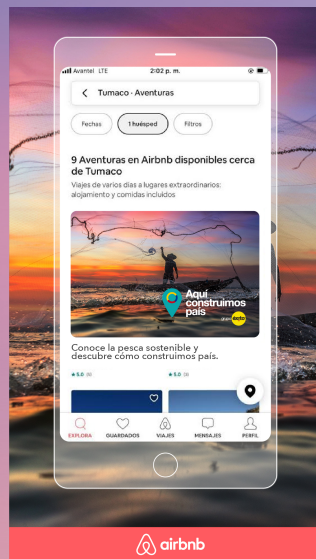 Avantel LTE 2:02 p. m.
Tumaco · Aventuras
Fechas 1 huésped Filtros
9 Aventuras en Airbnb disponibles cerca
de Tumaco
Viajes de varios días a lugares extraordinarios:
alojamiento y comidas incluidos
Aquí
construimos
país
éxito
Conoce la pesca sostenible y
descubre cómo construimos país.
★ 5.0 ★ 5.0
EXPLORA GUARDADOS VIAJES MENSAJES PERFIL
airbnb